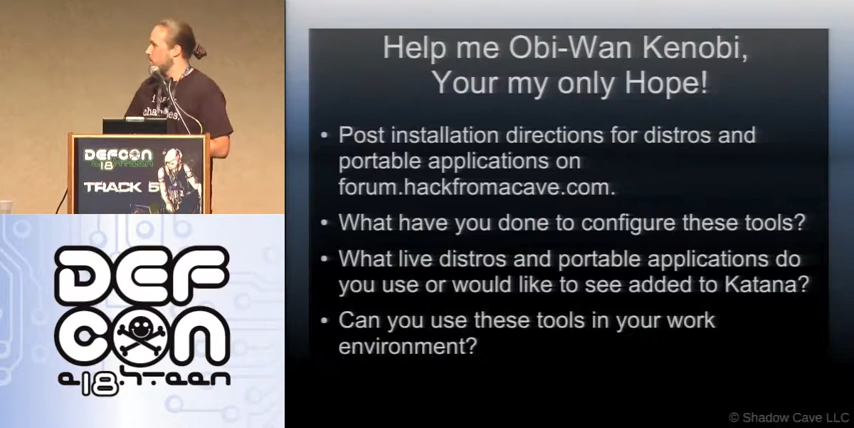 Help me Obi-Wan Kenobi,
Your my only Hope!
• Post installation directions for distros and
portable applications on
forum.hackfromacave.com.
• What have you done to configure these tools?
• What live distros and portable applications do
you use or would like to see added to Katana?
• Can you use these tools in your work
environment?
© Shadow Cave LLC
DEFCON
18
TRACK 5
DEF
CON